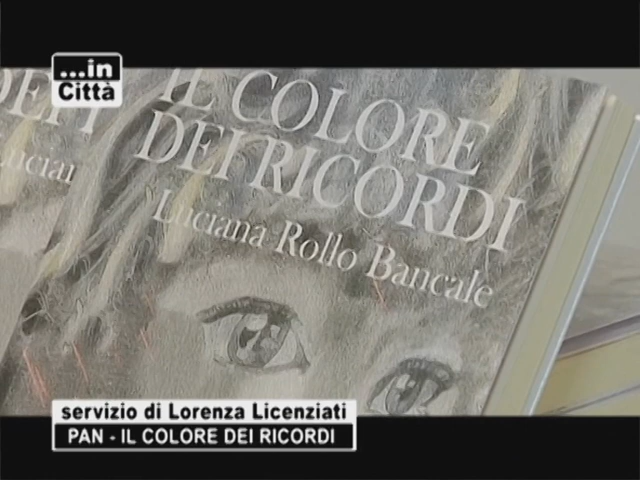 ...in
Città
IL COLORE
DEI RICORDI
Luciana Rollo Bancale
servizio di Lorenza Licenziati
PAN - IL COLORE DEI RICORDI